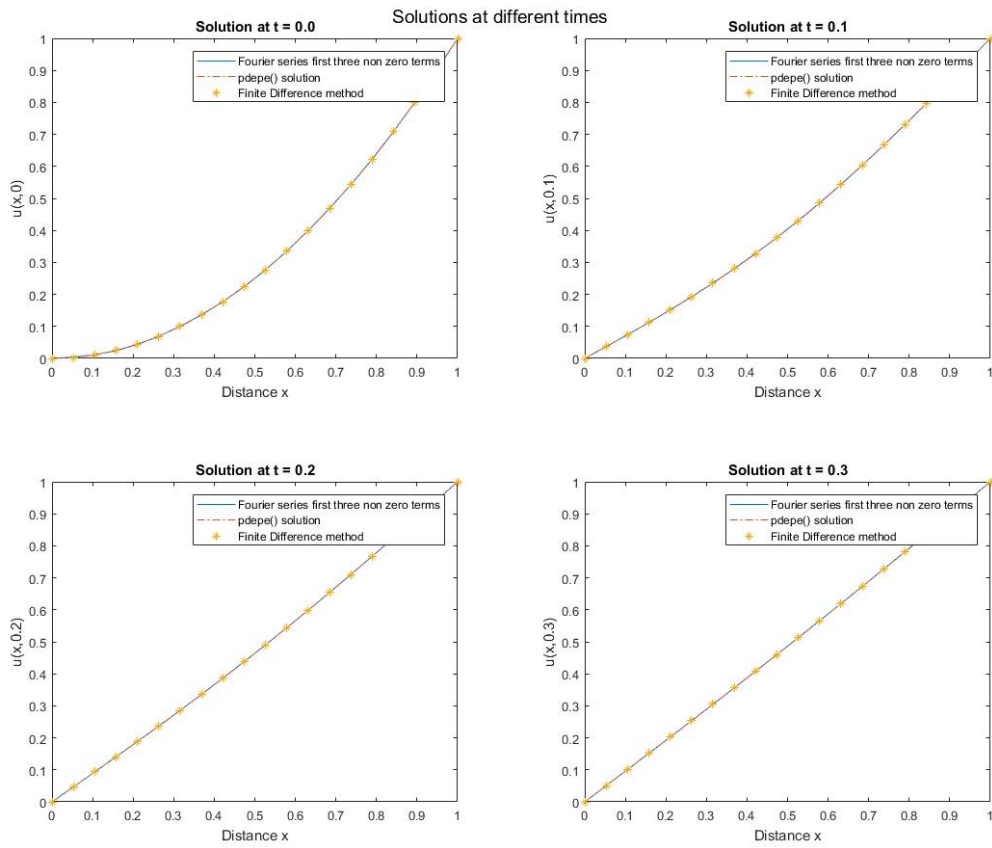 Solutions at different times
Solution at t = 0.0
1
0.9
0.8
0.7
0.6
0.5
0.4
0.3
0.2
0.1
0
u(x,0)
Fourier series first three non zero terms
pdepe() solution
Finite Difference method
0 0.1 0.2 0.3 0.4 0.5 0.6 0.7 0.8 0.9 1
Distance x
Solution at t = 0.1
1
0.9
0.8
0.7
0.6
0.5
0.4
0.3
0.2
0.1
0
u(x,0.1)
Fourier series first three non zero terms
pdepe() solution
Finite Difference method
0 0.1 0.2 0.3 0.4 0.5 0.6 0.7 0.8 0.9 1
Distance x
Solution at t = 0.2
1
0.9
0.8
0.7
0.6
0.5
0.4
0.3
0.2
0.1
0
u(x,0.2)
Fourier series first three non zero terms
pdepe() solution
Finite Difference method
0 0.1 0.2 0.3 0.4 0.5 0.6 0.7 0.8 0.9 1
Distance x
Solution at t = 0.3
1
0.9
0.8
0.7
0.6
0.5
0.4
0.3
0.2
0.1
0
u(x,0.3)
Fourier series first three non zero terms
pdepe() solution
Finite Difference method
0 0.1 0.2 0.3 0.4 0.5 0.6 0.7 0.8 0.9 1
Distance x